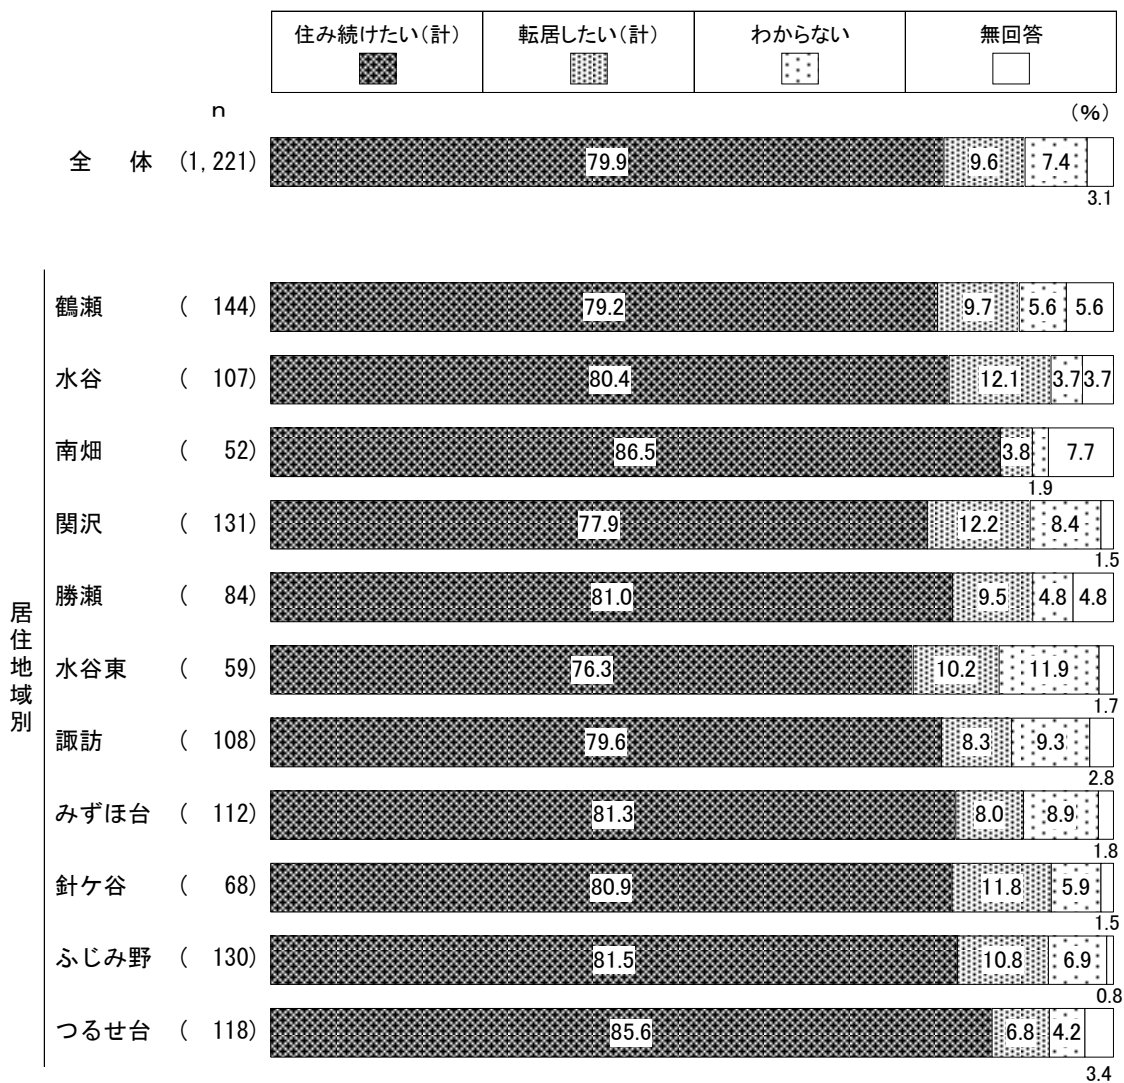 住み続けたい(計) 転居したい(計) わからない 無回答
n (%)
全 体 (1,221) 79.9 9.6 7.4
3.1
鶴瀬 ( 144) 79.2 9.7 5.6 5.6
水谷 ( 107) 80.4 12.1 3.7 3.7
南畑 ( 52) 86.5 3.8 7.7
1.9
関沢 ( 131) 77.9 12.2 8.4
1.5
勝瀬 ( 84) 81.0 9.5 4.8 4.8
居住地域別
水谷東 ( 59) 76.3 10.2 11.9
1.7
諏訪 ( 108) 79.6 8.3 9.3
2.8
みずほ台 ( 112) 81.3 8.0 8.9
1.8
針ケ谷 ( 68) 80.9 11.8 5.9
1.5
ふじみ野 ( 130) 81.5 10.8 6.9
0.8
つるせ台 ( 118) 85.6 6.8 4.2
3.4